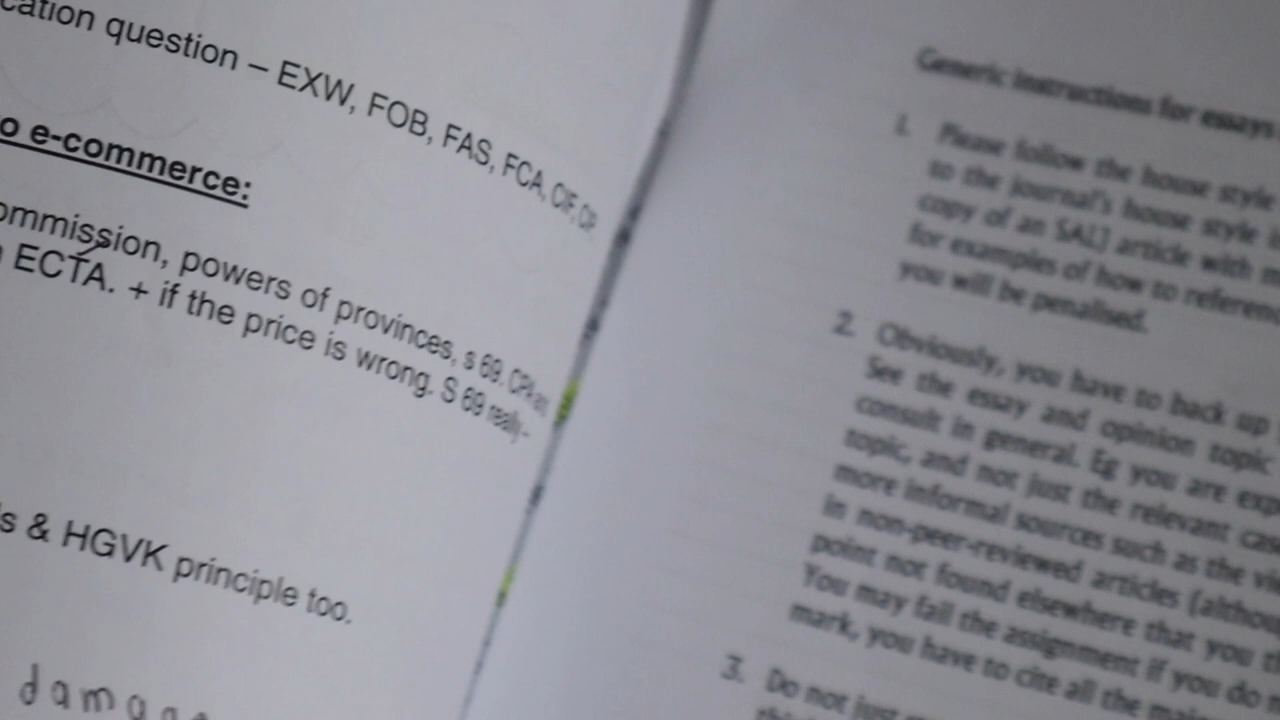 cation question – EXW, FOB, FAS, FCA, CIF, CIP.
o e-commerce:
ommission, powers of provinces, s 69. CPA
ECTA. + if the price is wrong. S 69 really-
s & HGVK principle too.
dama
Generic instructions for essays
1. Please follow the house style
to the journal's house style
copy of an SALJ article with
for examples of how to
you will be penalised.
2. Obviously, you have to back up
See the essay and opinion topic
consult in general. Eg you are
topic, and not just the relevant
more informal sources such as the
in non-peer-reviewed articles
point not found elsewhere that you
You may fail the assignment if you do
mark, you have to cite all the
3. Do not just